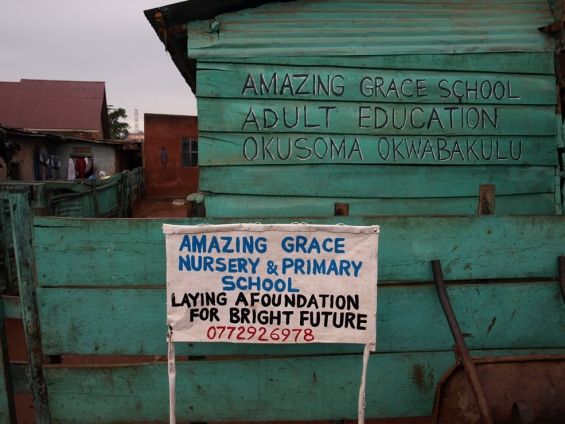 AMAZING GRACE SCHOOL
ADULT EDUCATION
OKUSOMA OKWABAKULU
AMAZING GRACE
NURSERY & PRIMARY
SCHOOL
LAYING AFOUNDATION
FOR BRIGHT FUTURE
0772926978